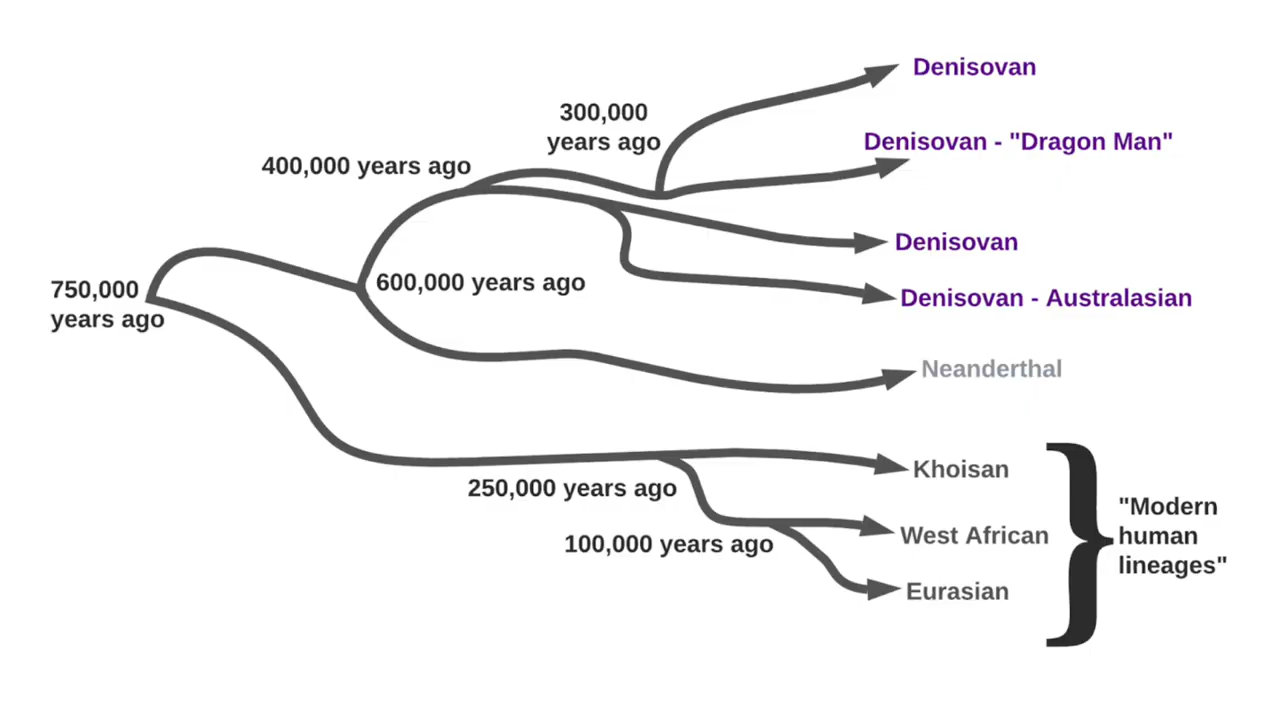 Denisovan
300,000
years ago
Denisovan - "Dragon Man"
400,000 years ago
Denisovan
750,000
years ago
600,000 years ago
Denisovan - Australasian
Neanderthal
Khoisan
250,000 years ago
"Modern
human
lineages"
West African
100,000 years ago
Eurasian